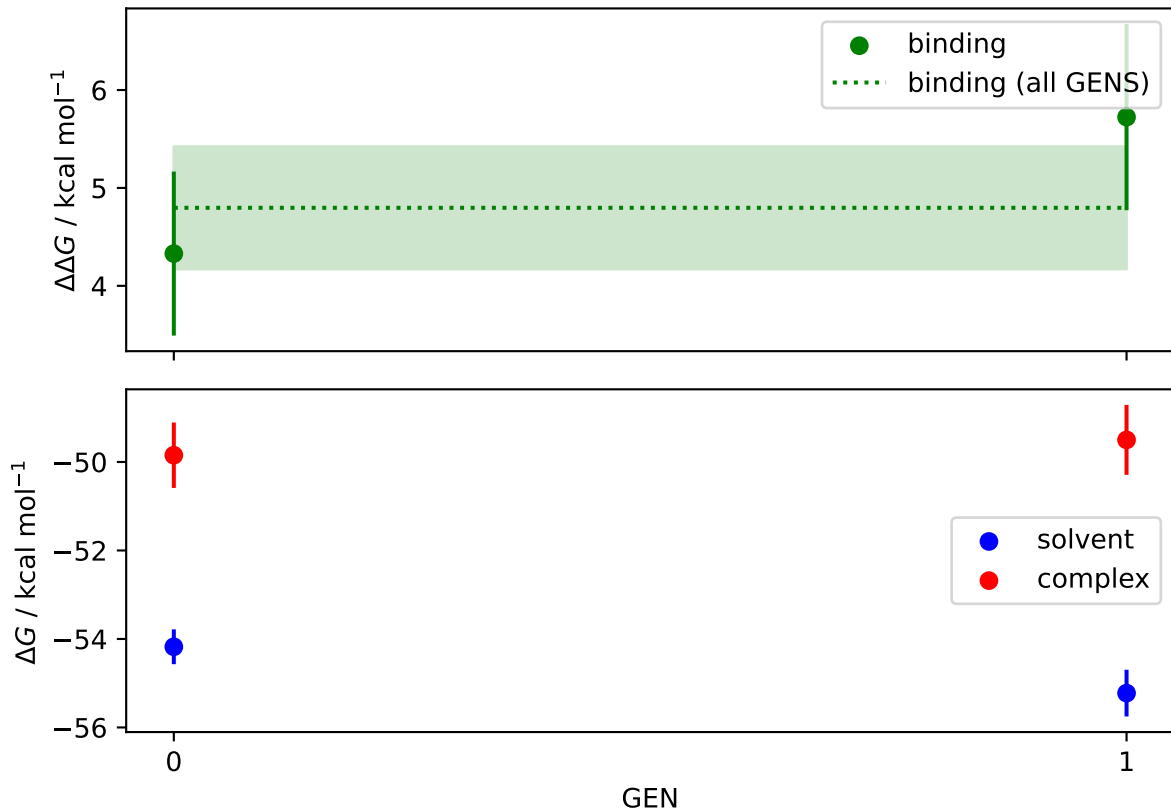 ΔΔG / kcal mol⁻¹
6
5
4
binding
binding (all GENS)
ΔG / kcal mol⁻¹
−50
−52
−54
−56
solvent
complex
0
1
GEN